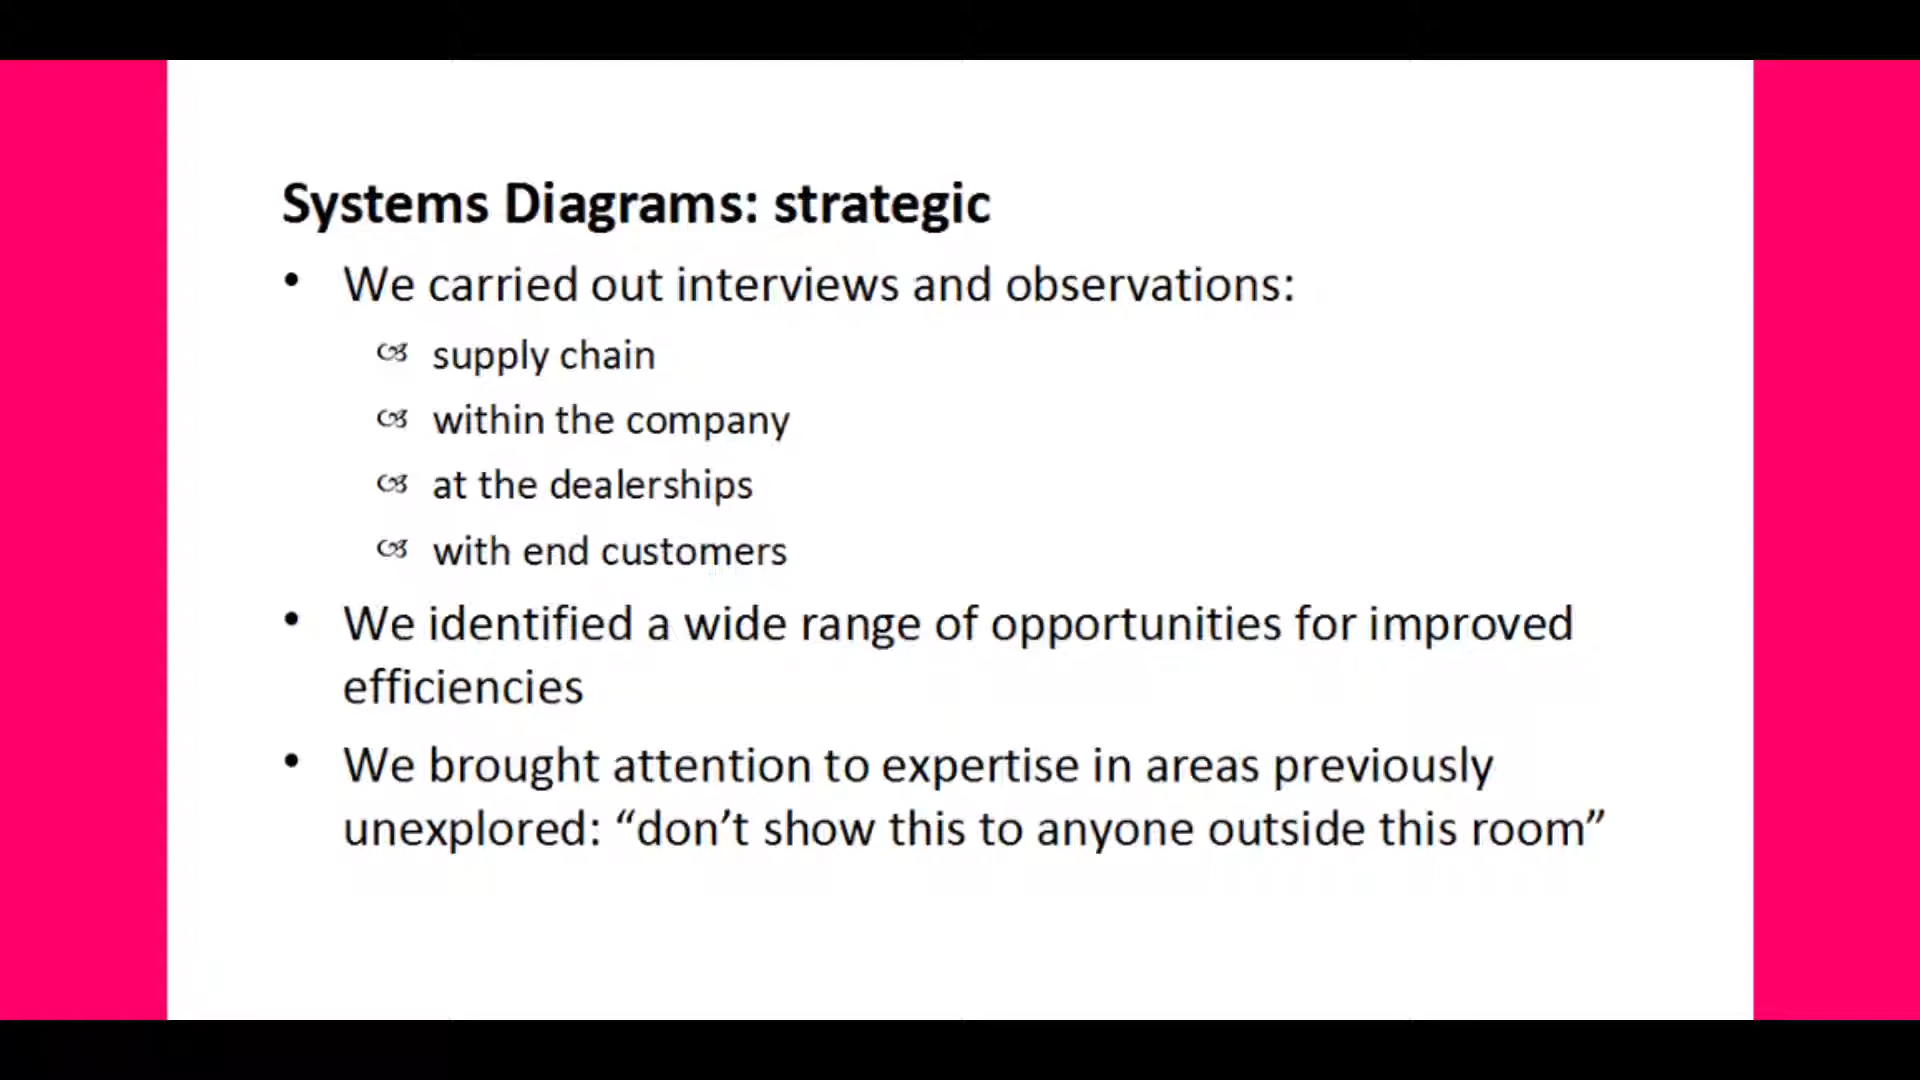 Systems Diagrams: strategic
• We carried out interviews and observations:
supply chain
within the company
at the dealerships
with end customers
• We identified a wide range of opportunities for improved
efficiencies
• We brought attention to expertise in areas previously
unexplored: “don’t show this to anyone outside this room”